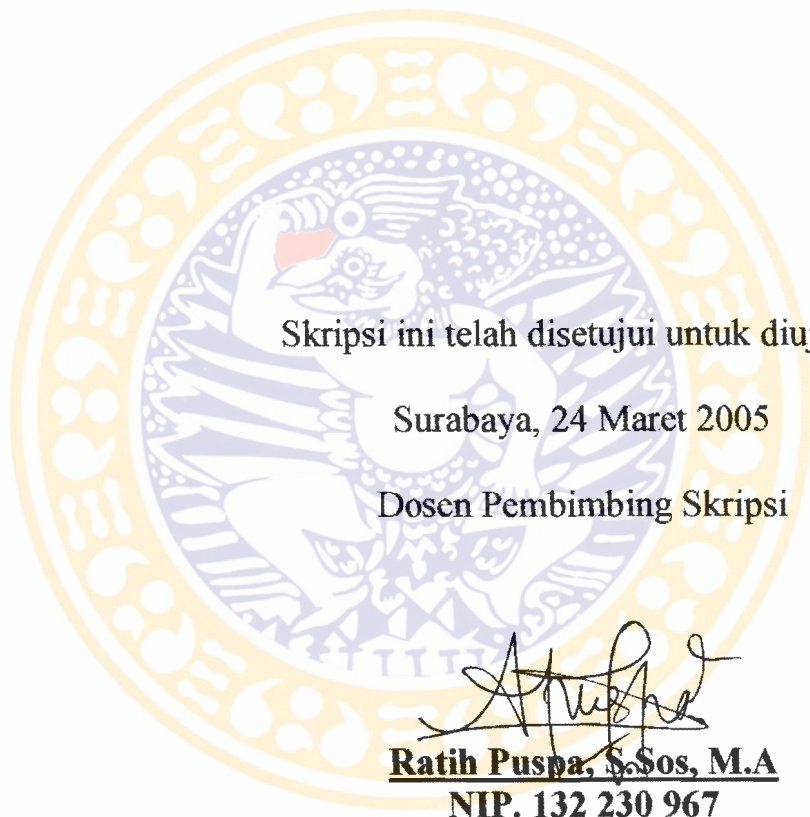 Skripsi ini telah disetujui untuk diuj
Surabaya, 24 Maret 2005
Dosen Pembimbing Skripsi
Ratih Puspa, S.Sos, M.A
NIP. 132 230 967